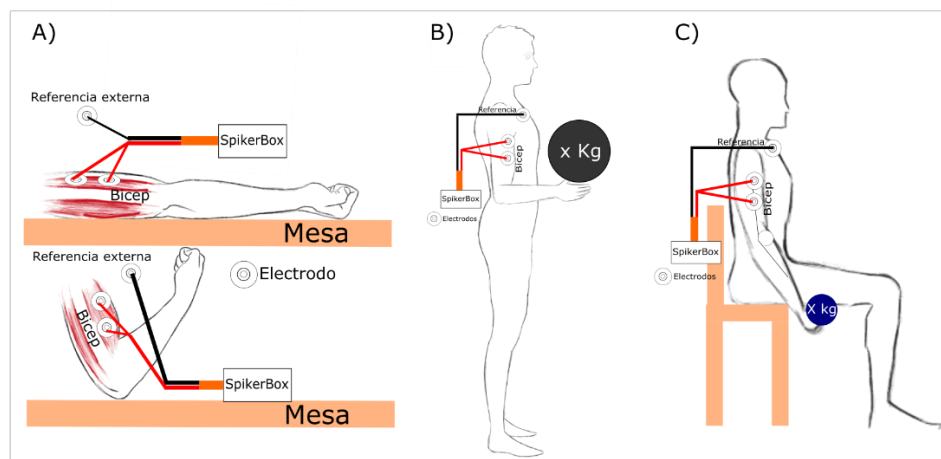 A)
Referencia externa
SpikerBox
Bicep
Mesa
Referencia externa
Electrodo
Bicep
SpikerBox
Mesa
B)
Referencia
Bicep
x Kg
SpikerBox
Electrodos
C)
Referencia
Bicep
SpikerBox
Electrodos
X kg